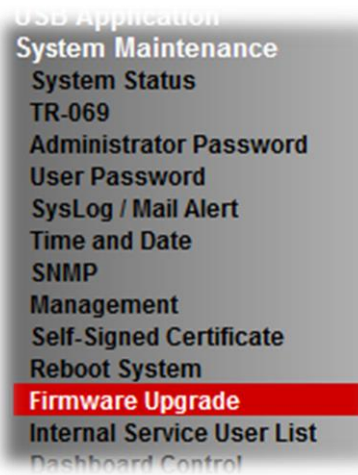 USB Application
System Maintenance
System Status
TR-069
Administrator Password
User Password
SysLog / Mail Alert
Time and Date
SNMP
Management
Self-Signed Certificate
Reboot System
Firmware Upgrade
Internal Service User List
Dashboard Control